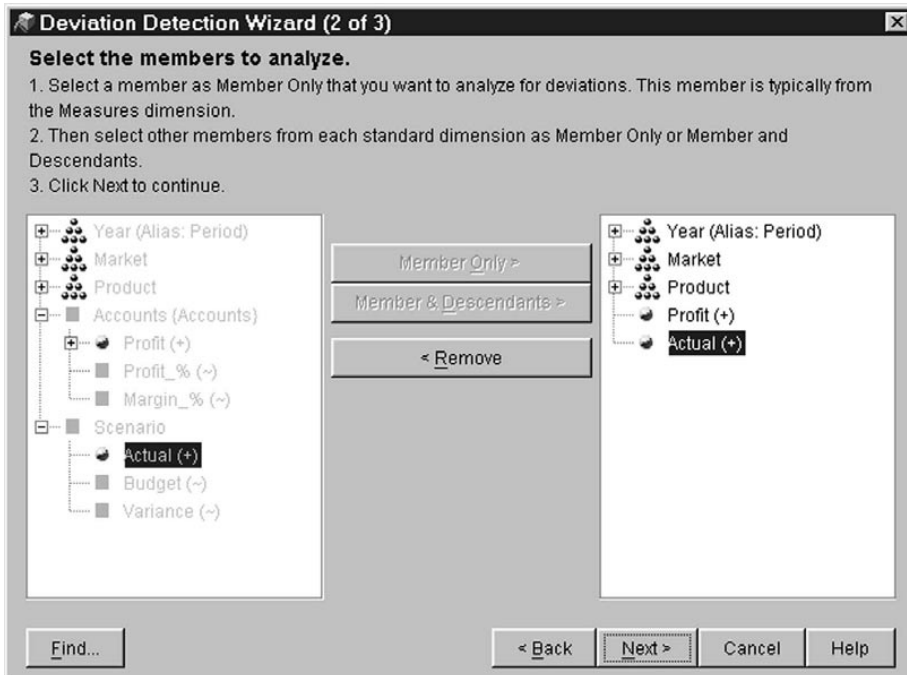 Deviation Detection Wizard (2 of 3)
Select the members to analyze.
1. Select a member as Member Only that you want to analyze for deviations. This member is typically from
the Measures dimension.
2. Then select other members from each standard dimension as Member Only or Member and
Descendants.
3. Click Next to continue.
Year (Alias: Period)
Market
Product
Accounts {Accounts}
Profit (+)
Profit_% (~)
Margin_% (~)
Scenario
Actual (+)
Budget (~)
Variance (~)
Member Only >
Member & Descendants >
< Remove
Year (Alias: Period)
Market
Product
Profit (+)
Actual (+)
Find...
< Back
Next >
Cancel
Help